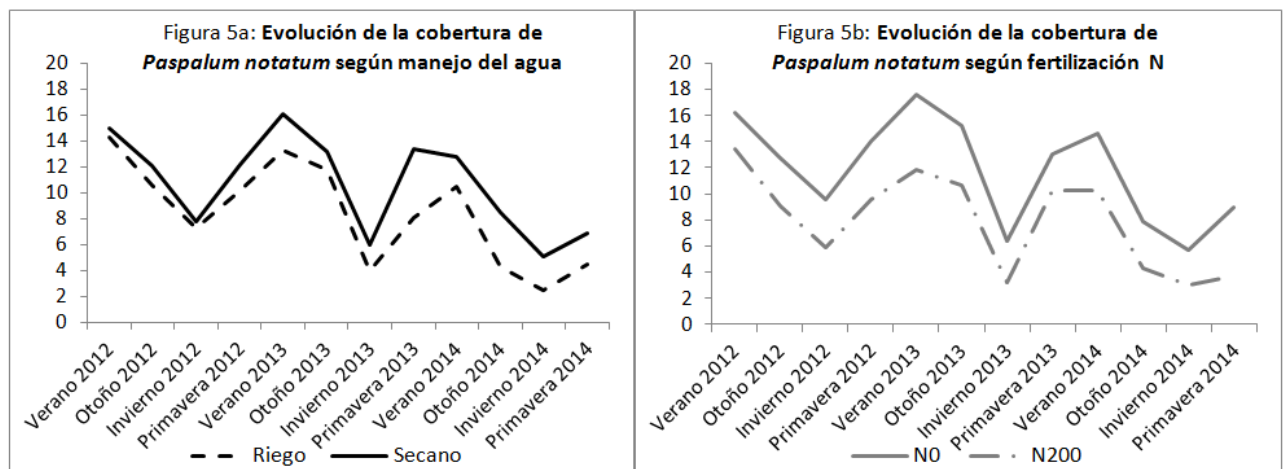 Figura 5a: Evolución de la cobertura de
Paspalum notatum según manejo del agua
20
18
16
14
12
10
8
6
4
2
0
Verano 2012
Otoño 2012
Invierno 2012
Primavera 2012
Verano 2013
Otoño 2013
Invierno 2013
Primavera 2013
Verano 2014
Otoño 2014
Invierno 2014
Primavera 2014
Riego
Secano
Figura 5b: Evolución de la cobertura de
Paspalum notatum según fertilización N
20
18
16
14
12
10
8
6
4
2
0
Verano 2012
Otoño 2012
Invierno 2012
Primavera 2012
Verano 2013
Otoño 2013
Invierno 2013
Primavera 2013
Verano 2014
Otoño 2014
Invierno 2014
Primavera 2014
N0
N200